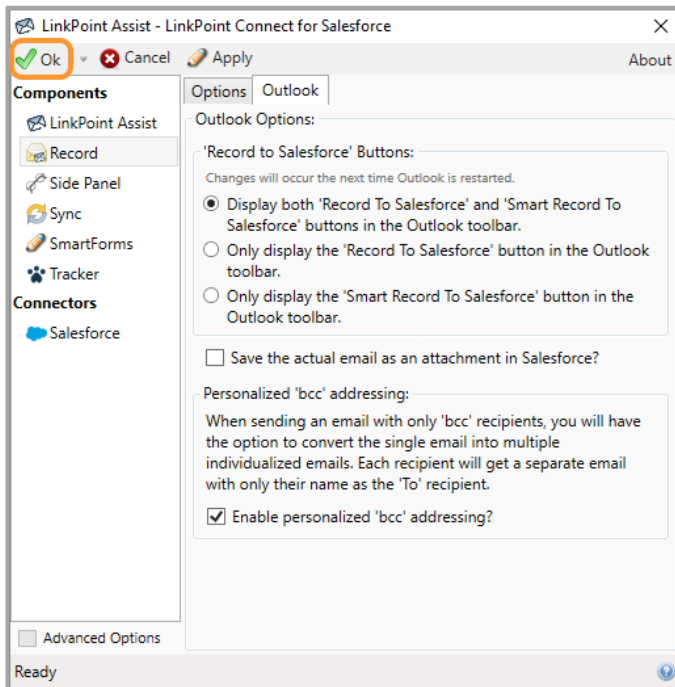 LinkPoint Assist - LinkPoint Connect for Salesforce
Ok Cancel Apply About
Components
LinkPoint Assist
Record
Side Panel
Sync
SmartForms
Tracker
Connectors
Salesforce
Advanced Options
Options Outlook
Outlook Options:
'Record to Salesforce' Buttons:
Changes will occur the next time Outlook is restarted.
Display both 'Record To Salesforce' and 'Smart Record To
Salesforce' buttons in the Outlook toolbar.
Only display the 'Record To Salesforce' button in the Outlook
toolbar.
Only display the 'Smart Record To Salesforce' button in the
Outlook toolbar.
Save the actual email as an attachment in Salesforce?
Personalized 'bcc' addressing:
When sending an email with only 'bcc' recipients, you will have
the option to convert the single email into multiple
individualized emails. Each recipient will get a separate email
with only their name as the 'To' recipient.
Enable personalized 'bcc' addressing?
Ready